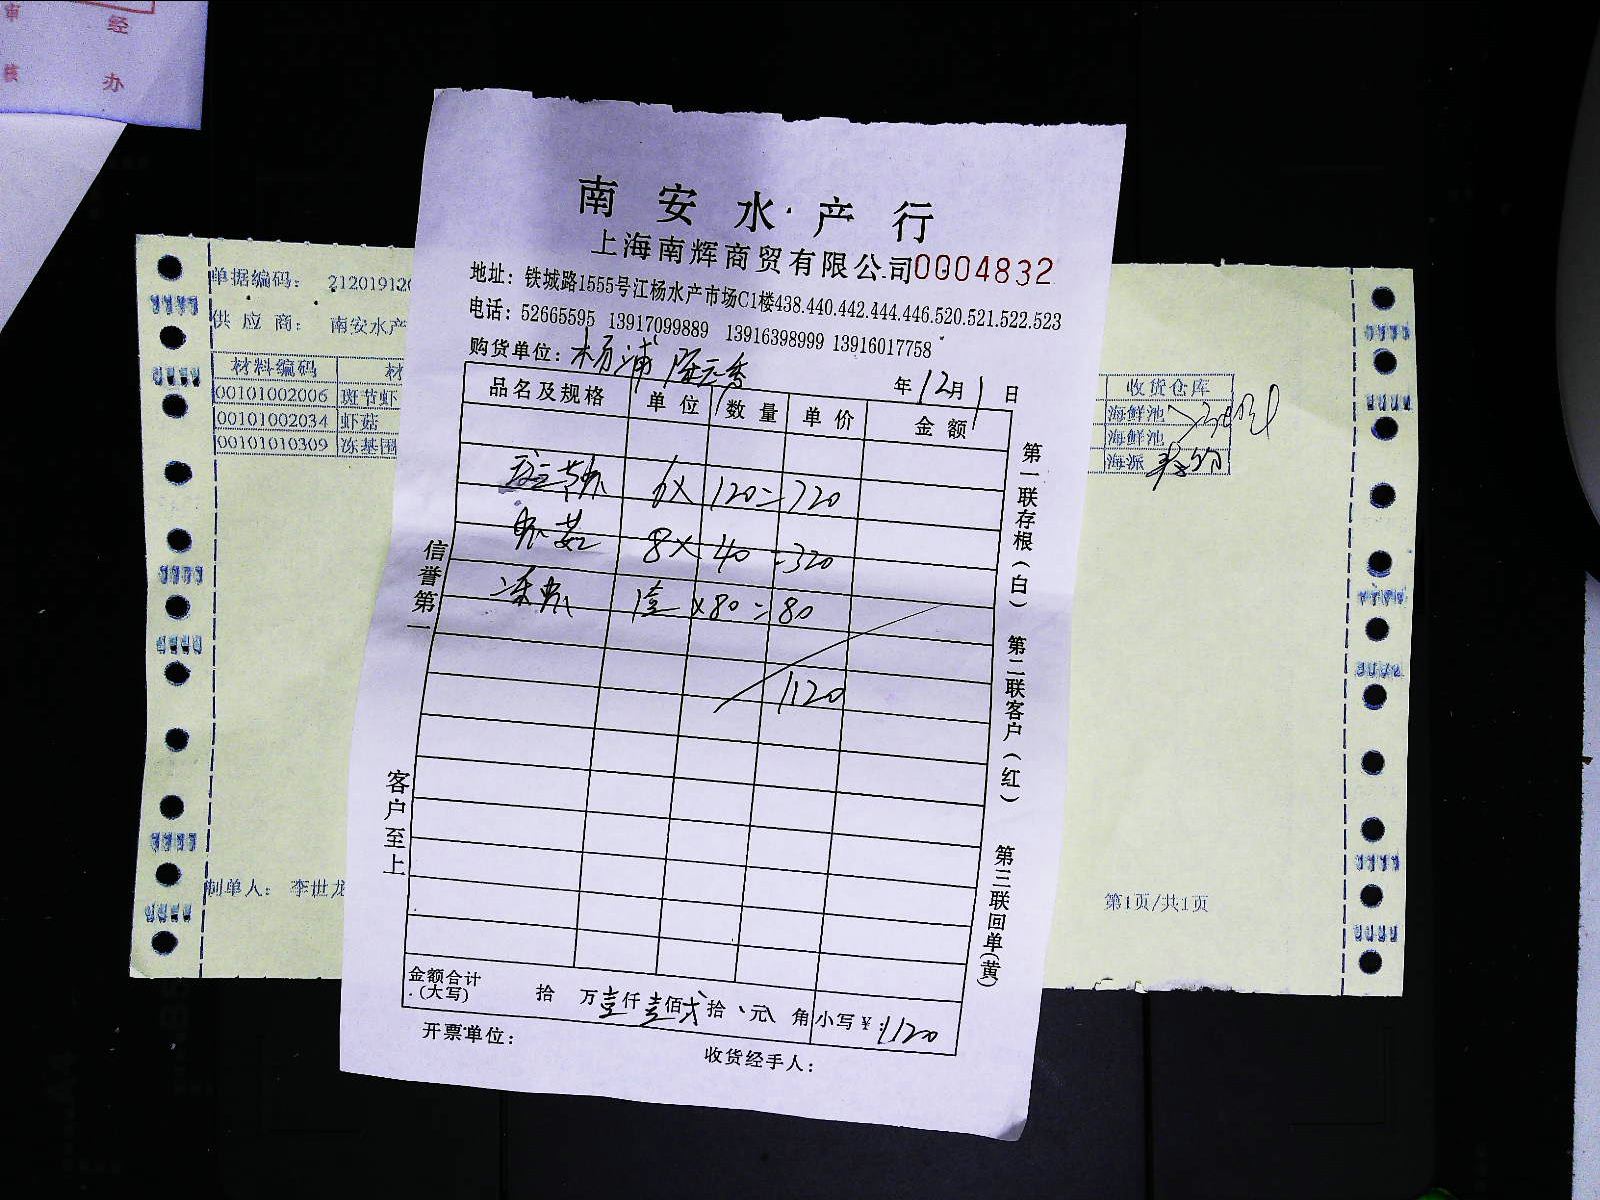 审 经
核 办
南安水产行
上海南辉商贸有限公司 0004832
地址：铁城路1555号江杨水产市场C1楼438.440.442.444.446.520.521.522.523
电话：52665595 13917099889 13916398999 13916017758
购货单位：杨浦
年12月1日
品名及规格 单位 数量 单价 金额
6× 120=720
虾菇 8× 40=320
冻虾 壹×80=80
1120
金额合计(大写) 拾 万壹仟壹佰贰拾 元 角 小写￥:1120
开票单位： 收货经手人：
信誉第一
客户至上
第一联存根(白) 第二联客户(红) 第三联回单(黄)
单据编码： 21201912
供应商： 南安水产
材料编码 材
00101002006 斑节虾
00101002034 虾菇
00101010309 冻基围
制单人： 李世龙
收货仓库
海鲜池
海鲜池
海派
第1页/共1页